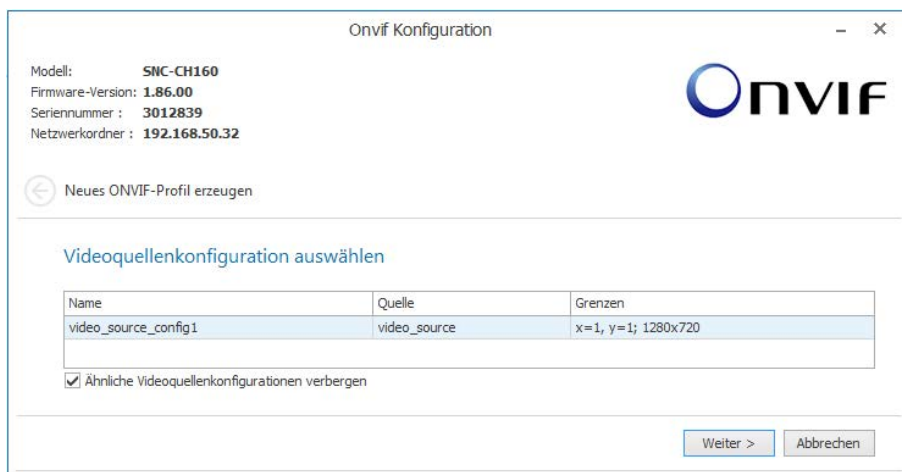 Onvif Konfiguration
Modell: SNC-CH160
Firmware-Version: 1.86.00
Seriennummer : 3012839
Netzwerkordner : 192.168.50.32
ONVIF
Neues ONVIF-Profil erzeugen
Videoquellenkonfiguration auswählen
Name Quelle Grenzen
video_source_config1 video_source x=1, y=1; 1280x720
Ähnliche Videoquellenkonfigurationen verbergen
Weiter > Abbrechen